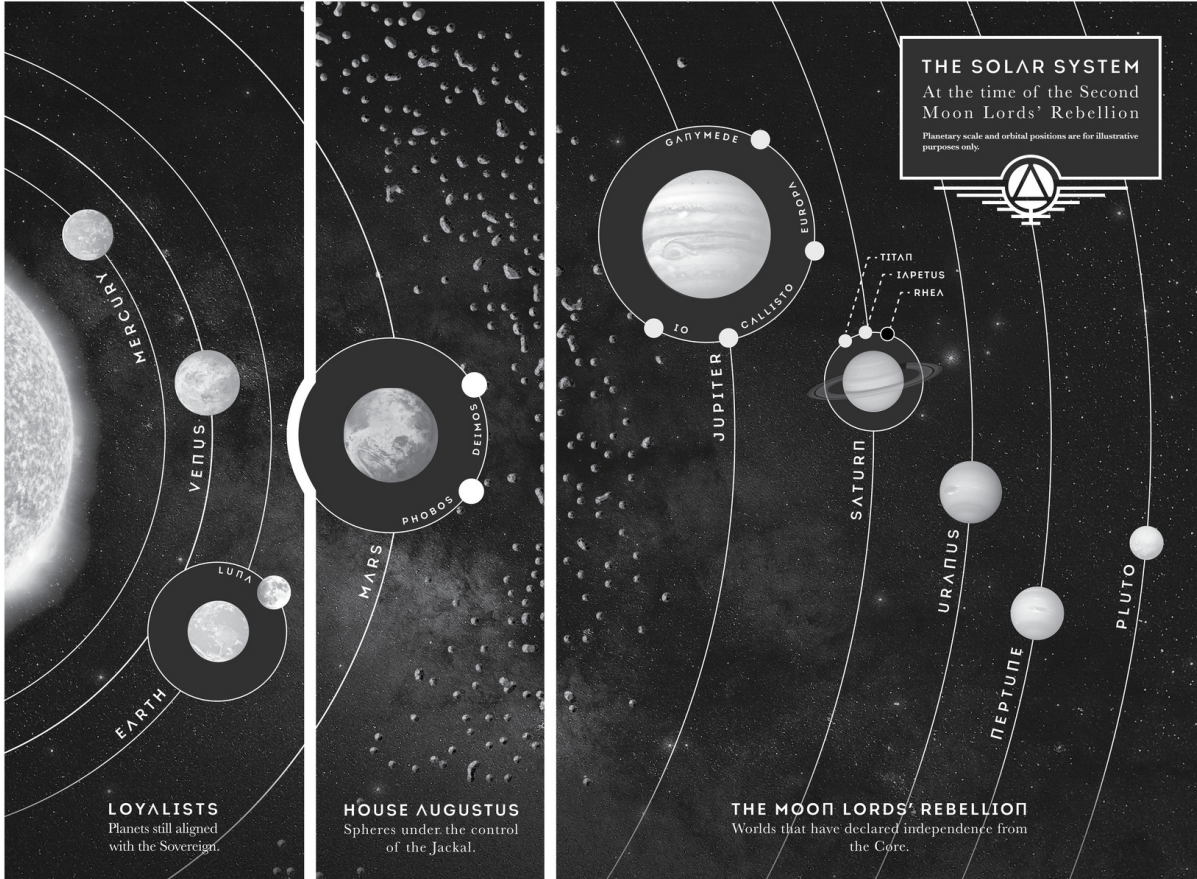 THE SOLAR SYSTEM
At the time of the Second
Moon Lords' Rebellion
Planetary scale and orbital positions are for illustrative
purposes only.
MERCURY
VENUS
LUNA
EARTH
DEIMOS
PHOBOS
MARS
GANYMEDE
EUROPA
CALLISTO
IO
JUPITER
TITAN
IAPETUS
RHEA
SATURN
URANUS
NEPTUNE
PLUTO
LOYALISTS
Planets still aligned
with the Sovereign.
HOUSE AUGUSTUS
Spheres under the control
of the Jackal.
THE MOON LORDS' REBELLION
Worlds that have declared independence from
the Core.